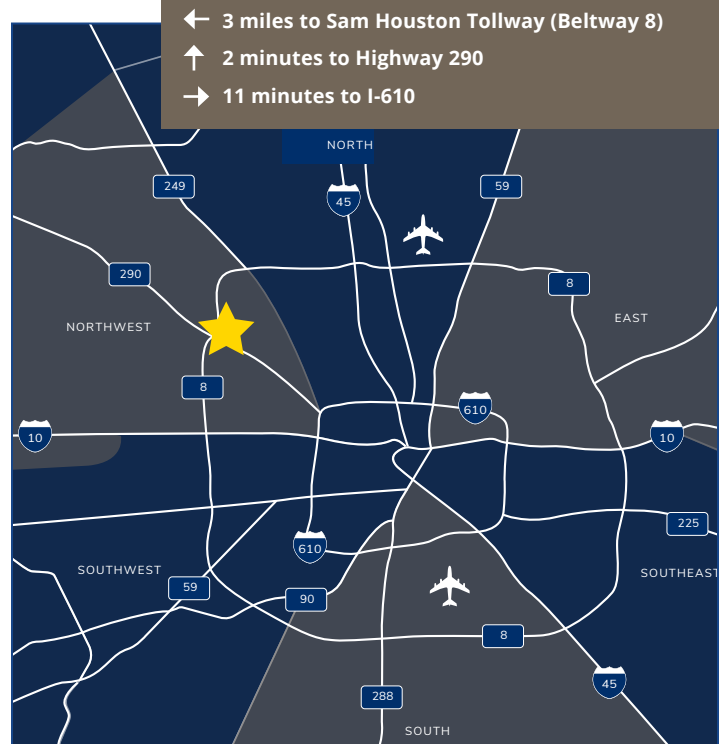 3 miles to Sam Houston Tollway (Beltway 8)
2 minutes to Highway 290
11 minutes to I-610
NORTH
249
45
59
290
8
NORTHWEST
EAST
8
610
10
10
225
610
SOUTHWEST
SOUTHEAST
59
90
8
45
288
SOUTH